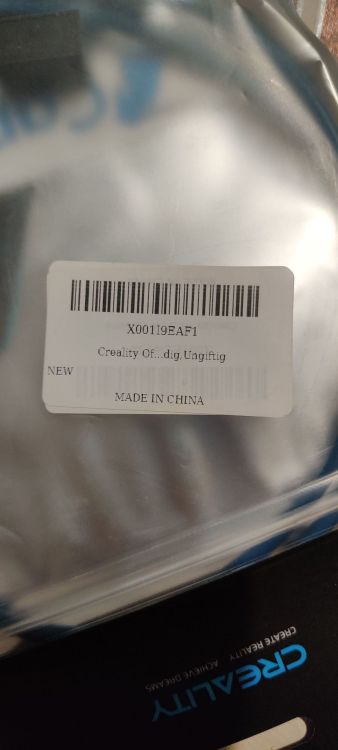 X001I9EAF1
Creality Of...dig,Ungiftig
NEW
MADE IN CHINA
CREATE REALITY ACHIEVE DREAMS
CREALITY